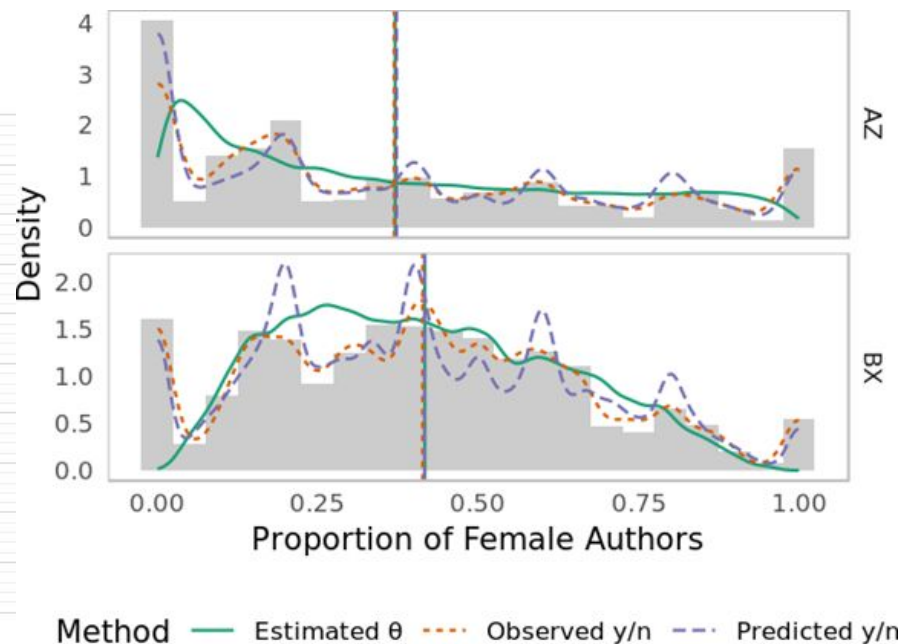 4
3
2
1
0
AZ
Density
2.0
1.5
1.0
0.5
0.0
BX
0.00 0.25 0.50 0.75 1.00
Proportion of Female Authors
Method Estimated θ Observed y/n Predicted y/n